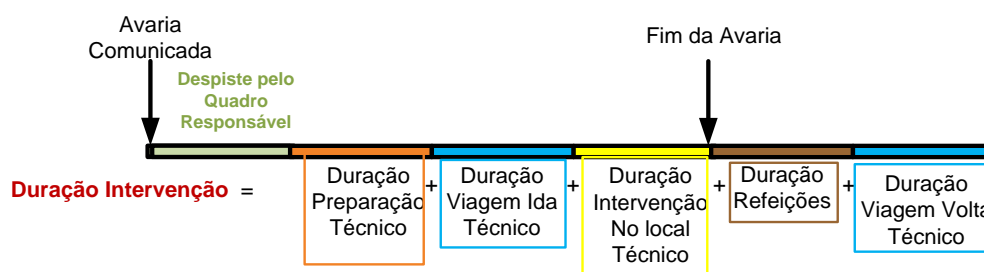 Avaria
Comunicada
Fim da Avaria
Despiste pelo
Quadro
Responsável
Duração Intervenção =
Duração
Preparação
Técnico
+
Duração
Viagem Ida
Técnico
+
Duração
Intervenção
No local
Técnico
+
Duração
Refeições
+
Duração
Viagem Volta
Técnico